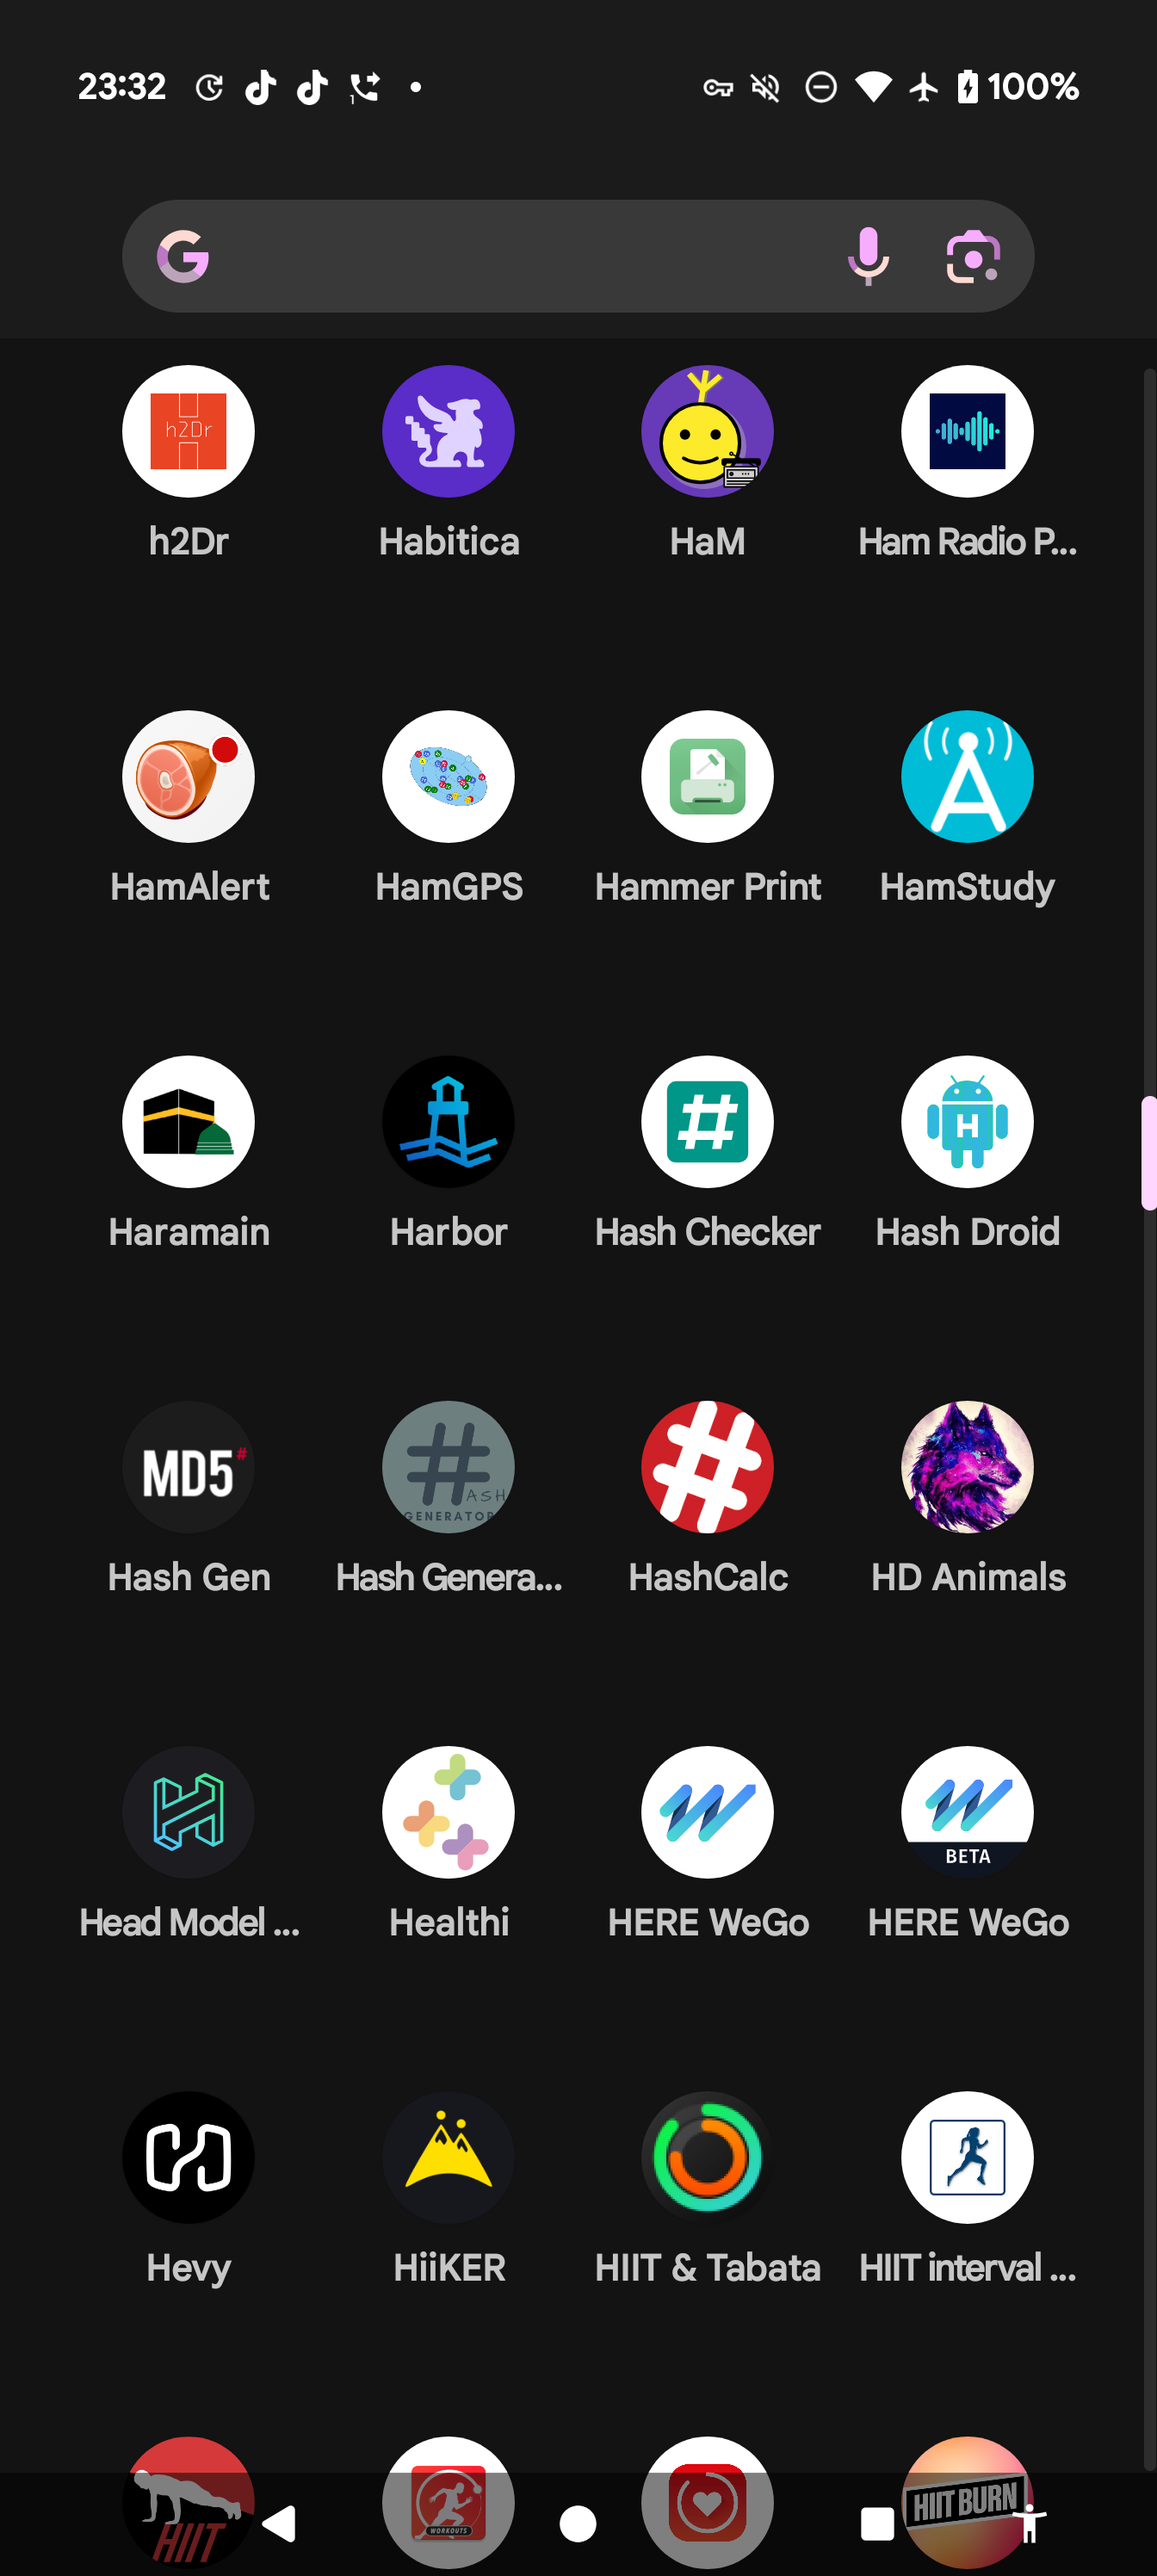 23:32
1
100%
h2Dr
h2Dr
Habitica
HaM
Ham Radio P...
HamAlert
HamGPS
Hammer Print
HamStudy
Haramain
Harbor
Hash Checker
H
Hash Droid
MD5#
Hash Gen
#ASH
GENERATOR
Hash Genera...
HashCalc
HD Animals
Head Model ...
Healthi
HERE WeGo
BETA
HERE WeGo
Hevy
HiiKER
HIIT & Tabata
HIIT interval ...
HIIT
WORKOUTS
HIIT BURN